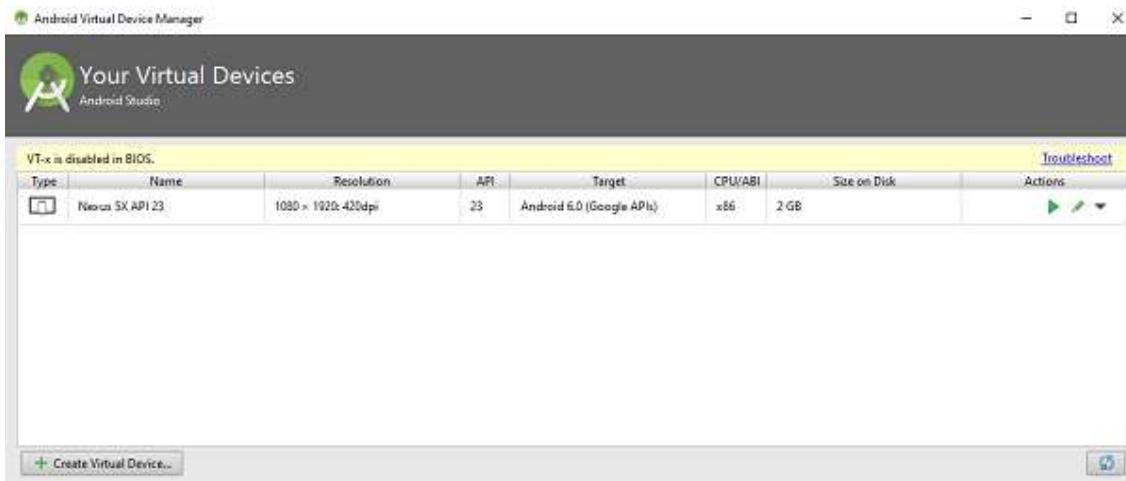 Android Virtual Device Manager
Your Virtual Devices
Android Studio
VT-x is disabled in BIOS. Troubleshoot
Type Name Resolution API Target CPU/ABI Size on Disk Actions
Nexus 5X API 23 1080 × 1920: 420dpi 23 Android 6.0 (Google APIs) x86 2 GB
Create Virtual Device...